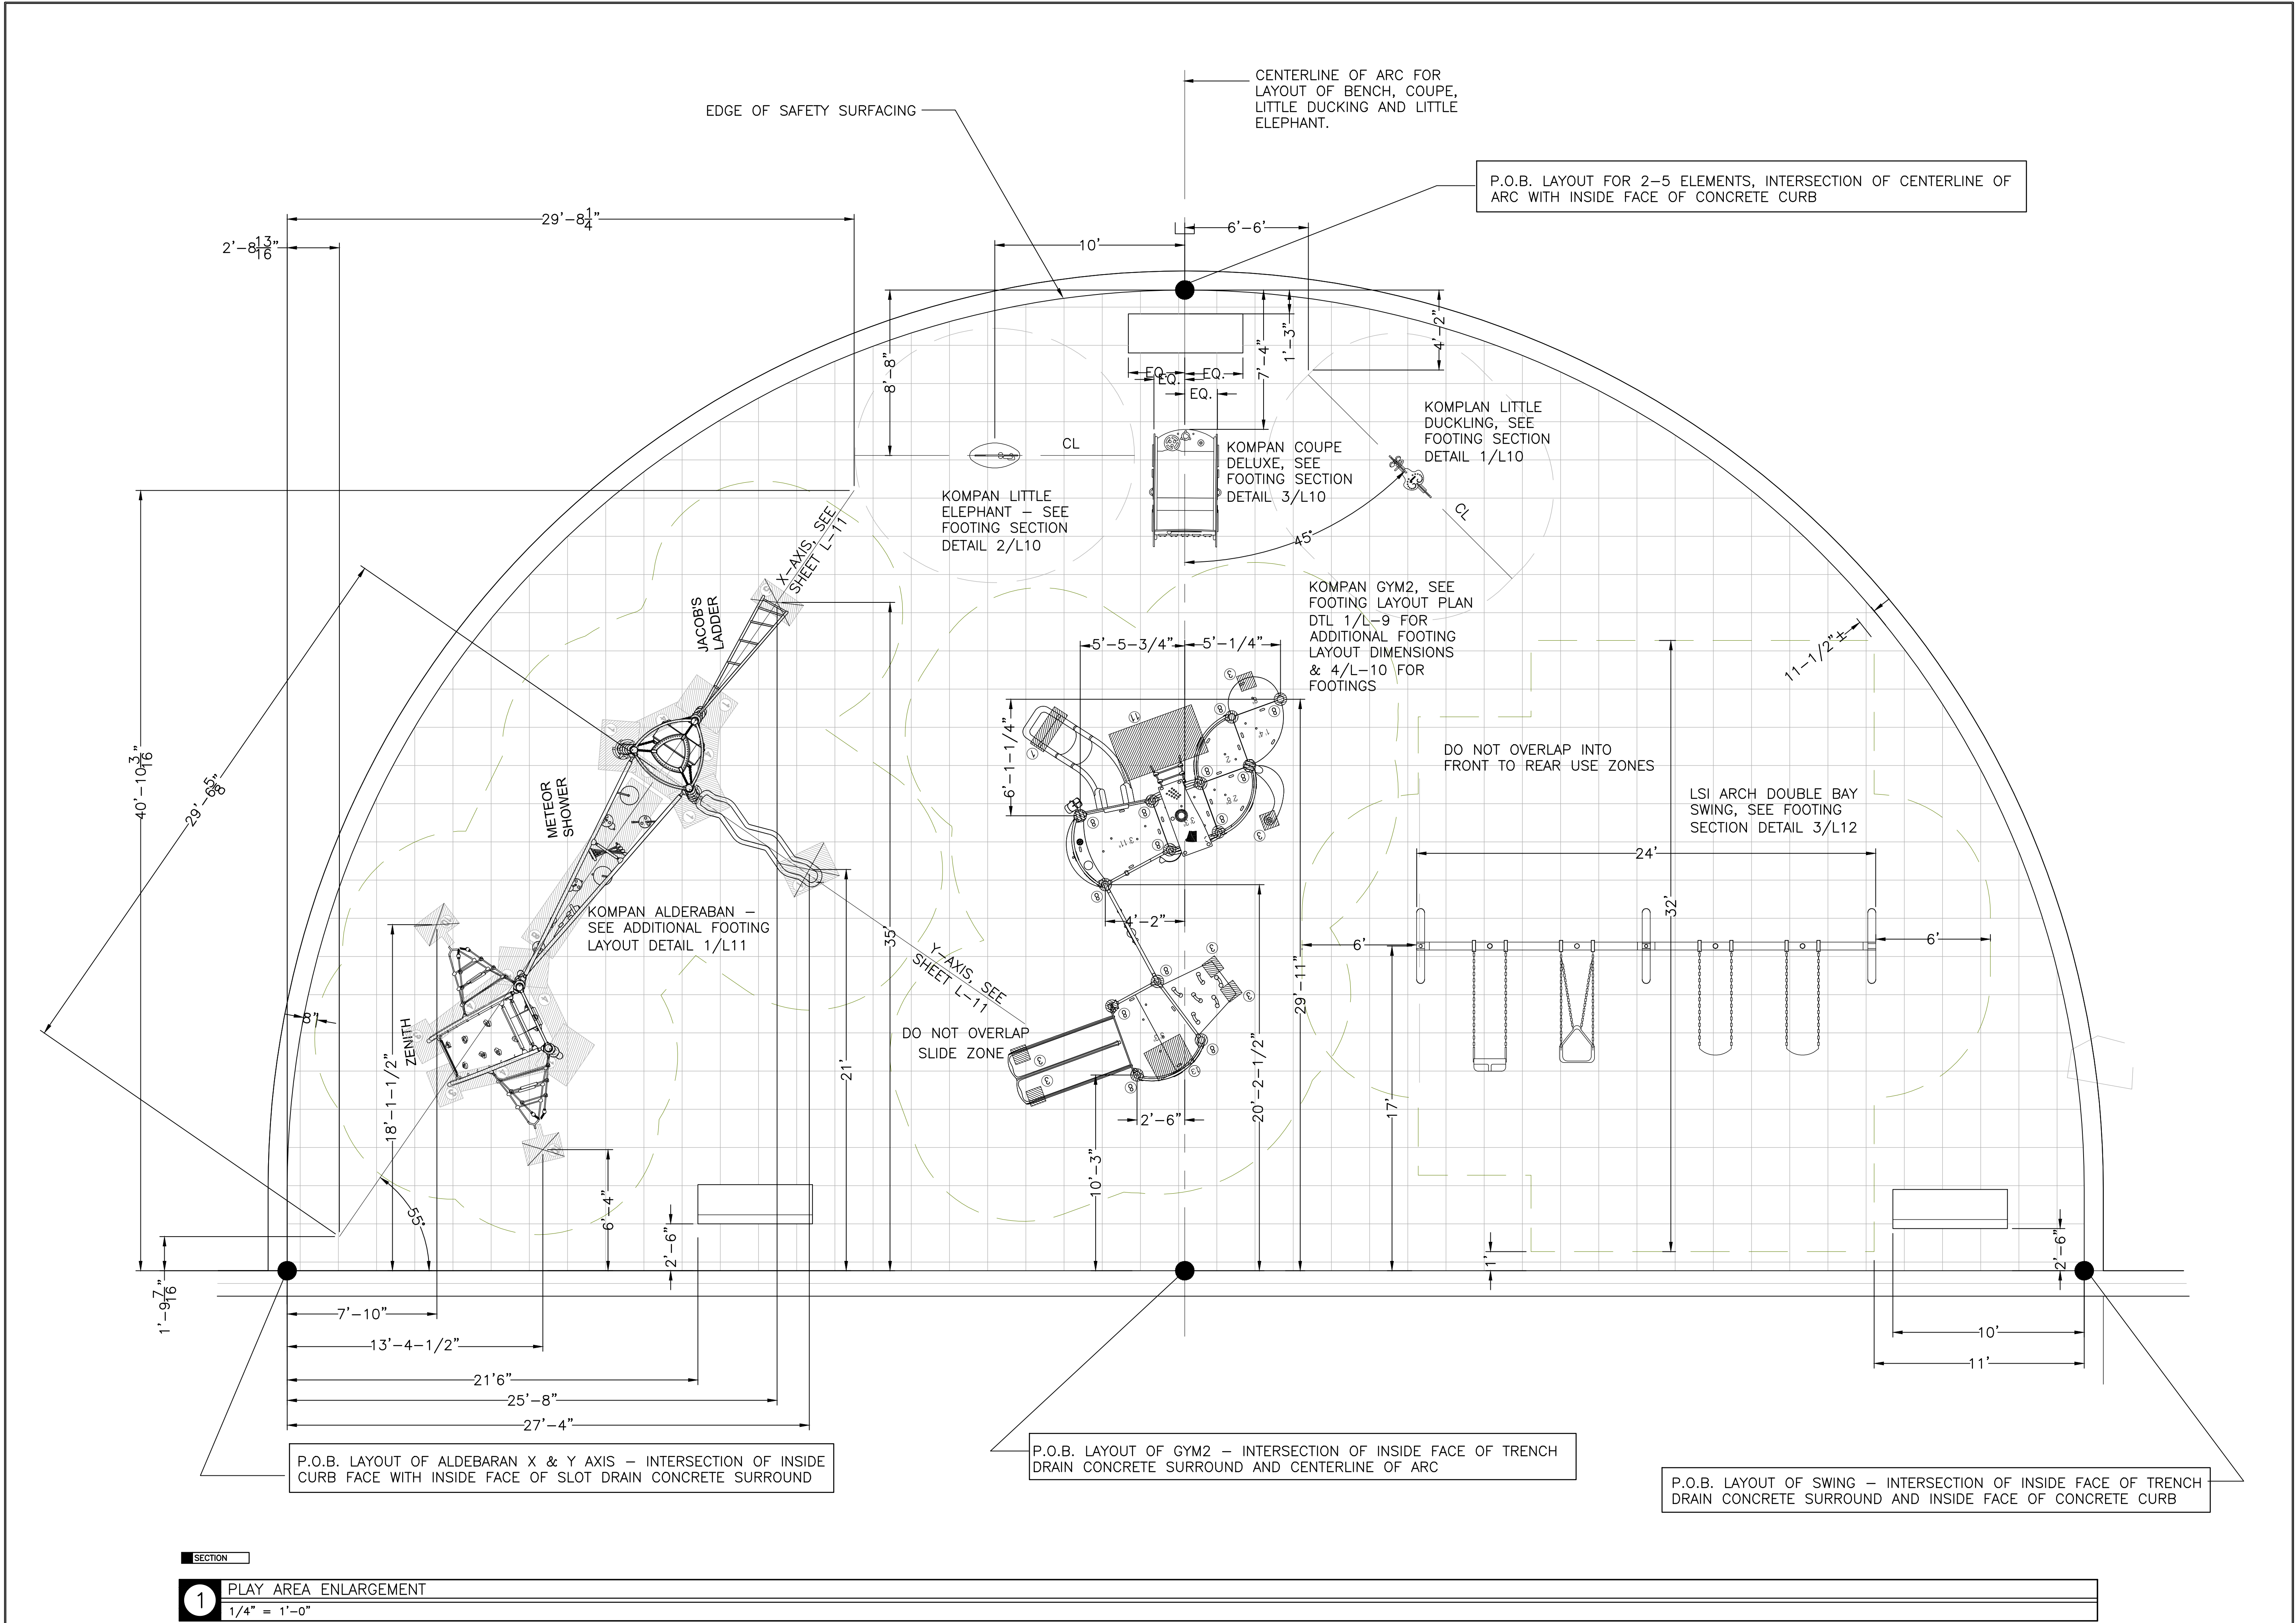 CENTERLINE OF ARC FOR
LAYOUT OF BENCH, COUPE,
LITTLE DUCKING AND LITTLE
ELEPHANT.
EDGE OF SAFETY SURFACING
P.O.B. LAYOUT FOR 2-5 ELEMENTS, INTERSECTION OF CENTERLINE OF
ARC WITH INSIDE FACE OF CONCRETE CURB
29'-8 1/4"
2'-8 13/16"
10'
6'-6'
8'-8"
7'-4"
1'-3"
4'-2"
EQ.
EQ.
EQ.
EQ.
CL
KOMPAN COUPE
DELUXE, SEE
FOOTING SECTION
DETAIL 3/L10
KOMPLAN LITTLE
DUCKLING, SEE
FOOTING SECTION
DETAIL 1/L10
CL
45°
KOMPAN LITTLE
ELEPHANT - SEE
FOOTING SECTION
DETAIL 2/L10
X-AXIS, SEE
SHEET L-11
JACOB'S
LADDER
KOMPAN GYM2, SEE
FOOTING LAYOUT PLAN
DTL 1/L-9 FOR
ADDITIONAL FOOTING
LAYOUT DIMENSIONS
& 4/L-10 FOR
FOOTINGS
5'-5-3/4"
5'-1/4"
6'-1-1/4"
11-1/2"±
DO NOT OVERLAP INTO
FRONT TO REAR USE ZONES
LSI ARCH DOUBLE BAY
SWING, SEE FOOTING
SECTION DETAIL 3/L12
24'
32'
6'
6'
17'
1'
40'-10 3/16"
29'-6 5/8"
METEOR
SHOWER
KOMPAN ALDERABAN -
SEE ADDITIONAL FOOTING
LAYOUT DETAIL 1/L11
ZENITH
8"
18'-1-1/2"
55°
6'-4"
2'-6"
35'
21'
Y-AXIS, SEE
SHEET L-11
DO NOT OVERLAP
SLIDE ZONE
4'-2"
2'-6"
10'-3"
20'-2-1/2"
29'-11"
2'-6"
1'-9 7/16"
7'-10"
13'-4-1/2"
21'6"
25'-8"
27'-4"
10'
11'
P.O.B. LAYOUT OF ALDEBARAN X & Y AXIS - INTERSECTION OF INSIDE
CURB FACE WITH INSIDE FACE OF SLOT DRAIN CONCRETE SURROUND
P.O.B. LAYOUT OF GYM2 - INTERSECTION OF INSIDE FACE OF TRENCH
DRAIN CONCRETE SURROUND AND CENTERLINE OF ARC
P.O.B. LAYOUT OF SWING - INTERSECTION OF INSIDE FACE OF TRENCH
DRAIN CONCRETE SURROUND AND INSIDE FACE OF CONCRETE CURB
SECTION
1
PLAY AREA ENLARGEMENT
1/4" = 1'-0"